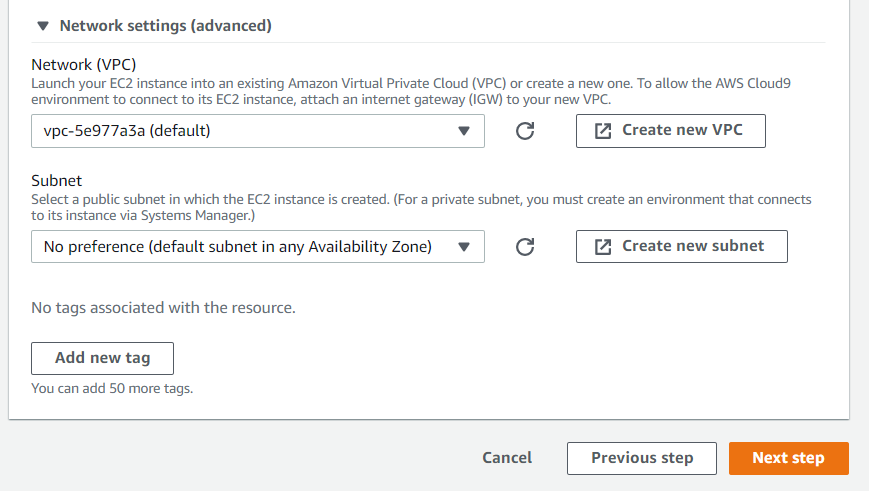 Network settings (advanced)
Network (VPC)
Launch your EC2 instance into an existing Amazon Virtual Private Cloud (VPC) or create a new one. To allow the AWS Cloud9
environment to connect to its EC2 instance, attach an internet gateway (IGW) to your new VPC.
vpc-5e977a3a (default)
Create new VPC
Subnet
Select a public subnet in which the EC2 instance is created. (For a private subnet, you must create an environment that connects
to its instance via Systems Manager.)
No preference (default subnet in any Availability Zone)
Create new subnet
No tags associated with the resource.
Add new tag
You can add 50 more tags.
Cancel
Previous step
Next step